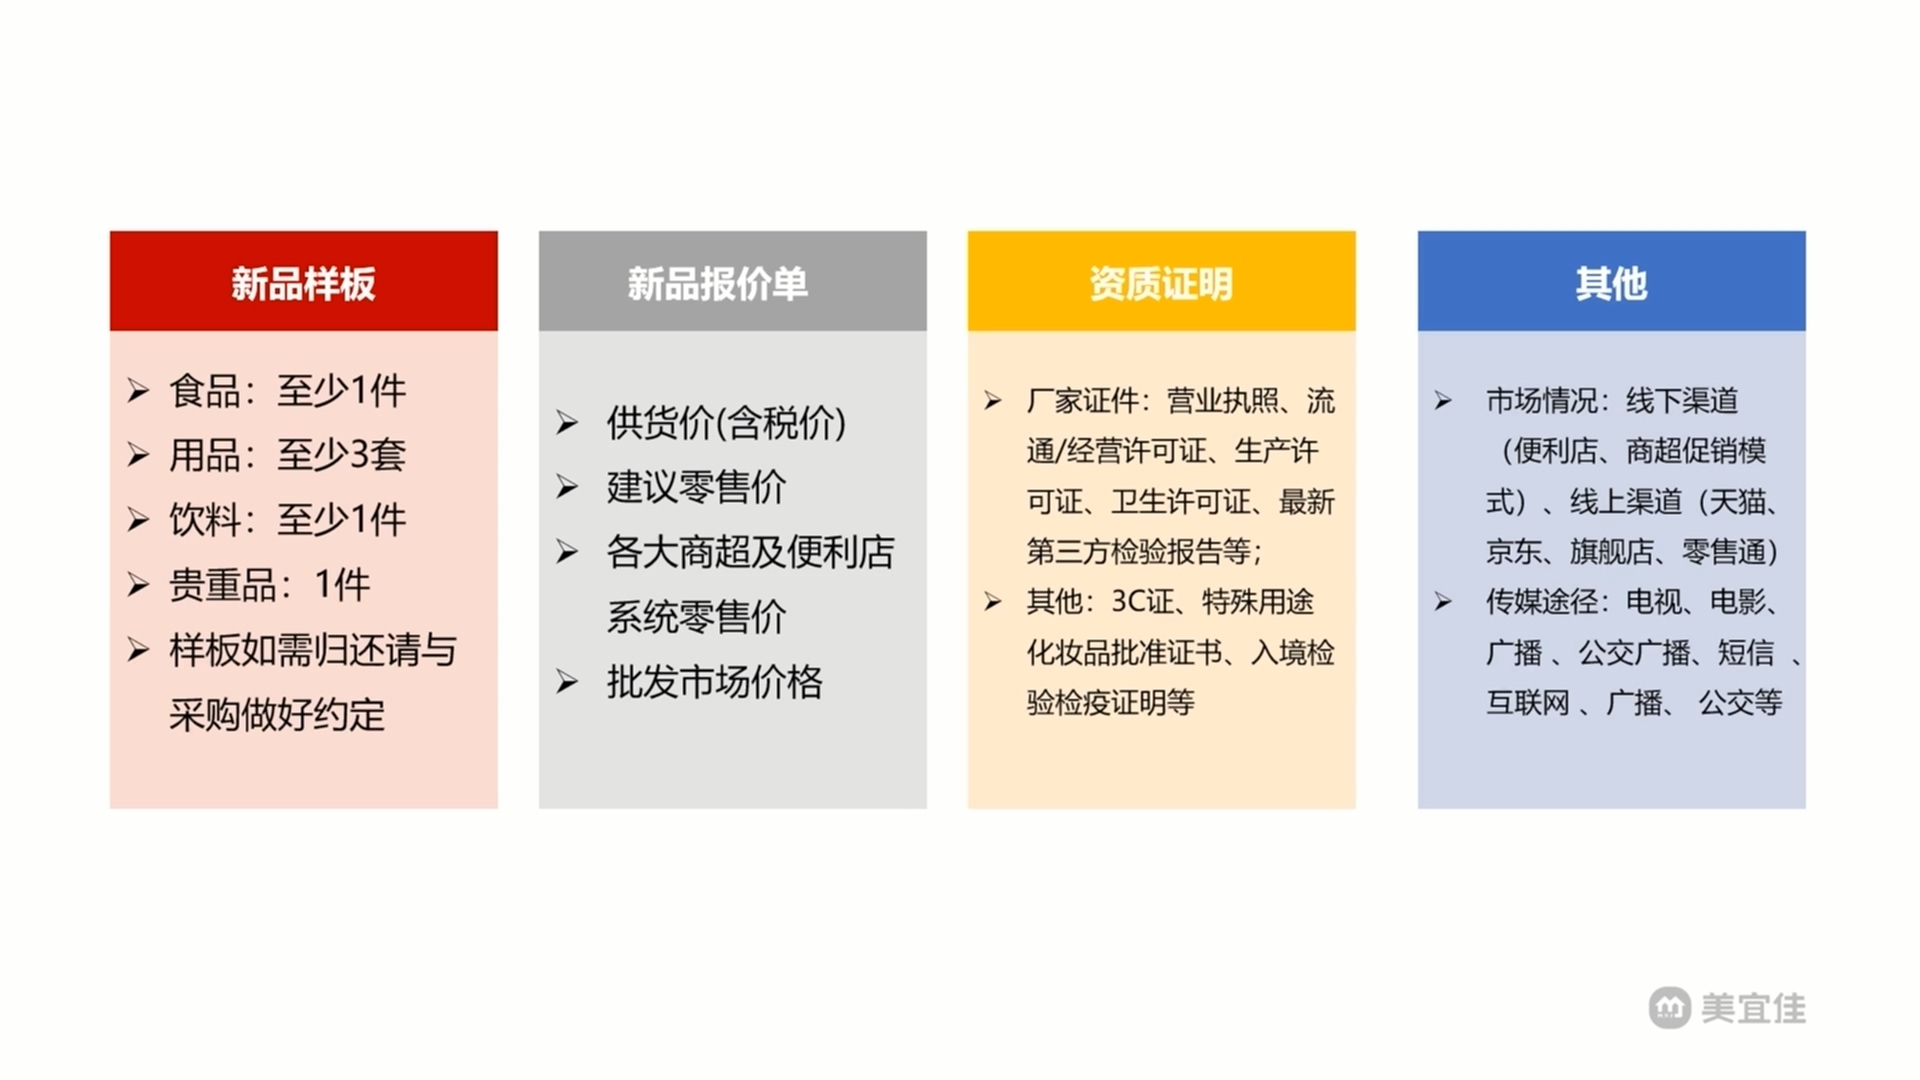 新品样板
➢ 食品：至少1件
➢ 用品：至少3套
➢ 饮料：至少1件
➢ 贵重品：1件
➢ 样板如需归还请与
采购做好约定
新品报价单
➢ 供货价(含税价)
➢ 建议零售价
➢ 各大商超及便利店
系统零售价
➢ 批发市场价格
资质证明
➢ 厂家证件：营业执照、流
通/经营许可证、生产许
可证、卫生许可证、最新
第三方检验报告等；
➢ 其他：3C证、特殊用途
化妆品批准证书、入境检
验检疫证明等
其他
➢ 市场情况：线下渠道
（便利店、商超促销模
式）、线上渠道（天猫、
京东、旗舰店、零售通）
➢ 传媒途径：电视、电影、
广播 、公交广播、短信 、
互联网 、广播、 公交等
美宜佳